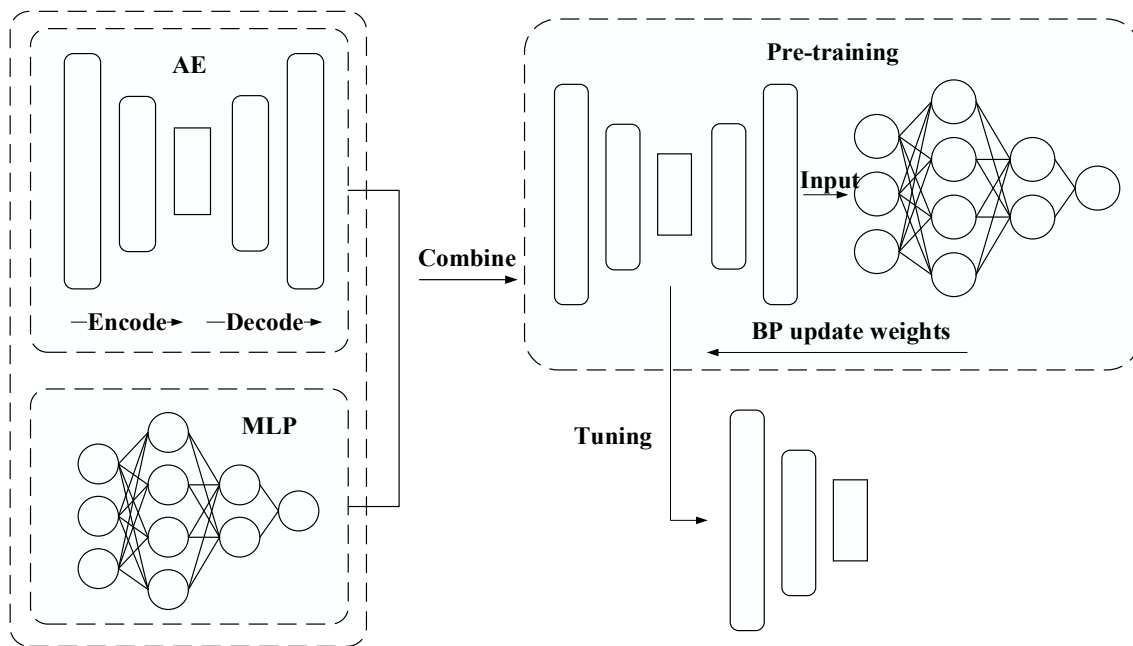 AE
Encode
Decode
MLP
Combine
Pre-training
Input
BP update weights
Tuning